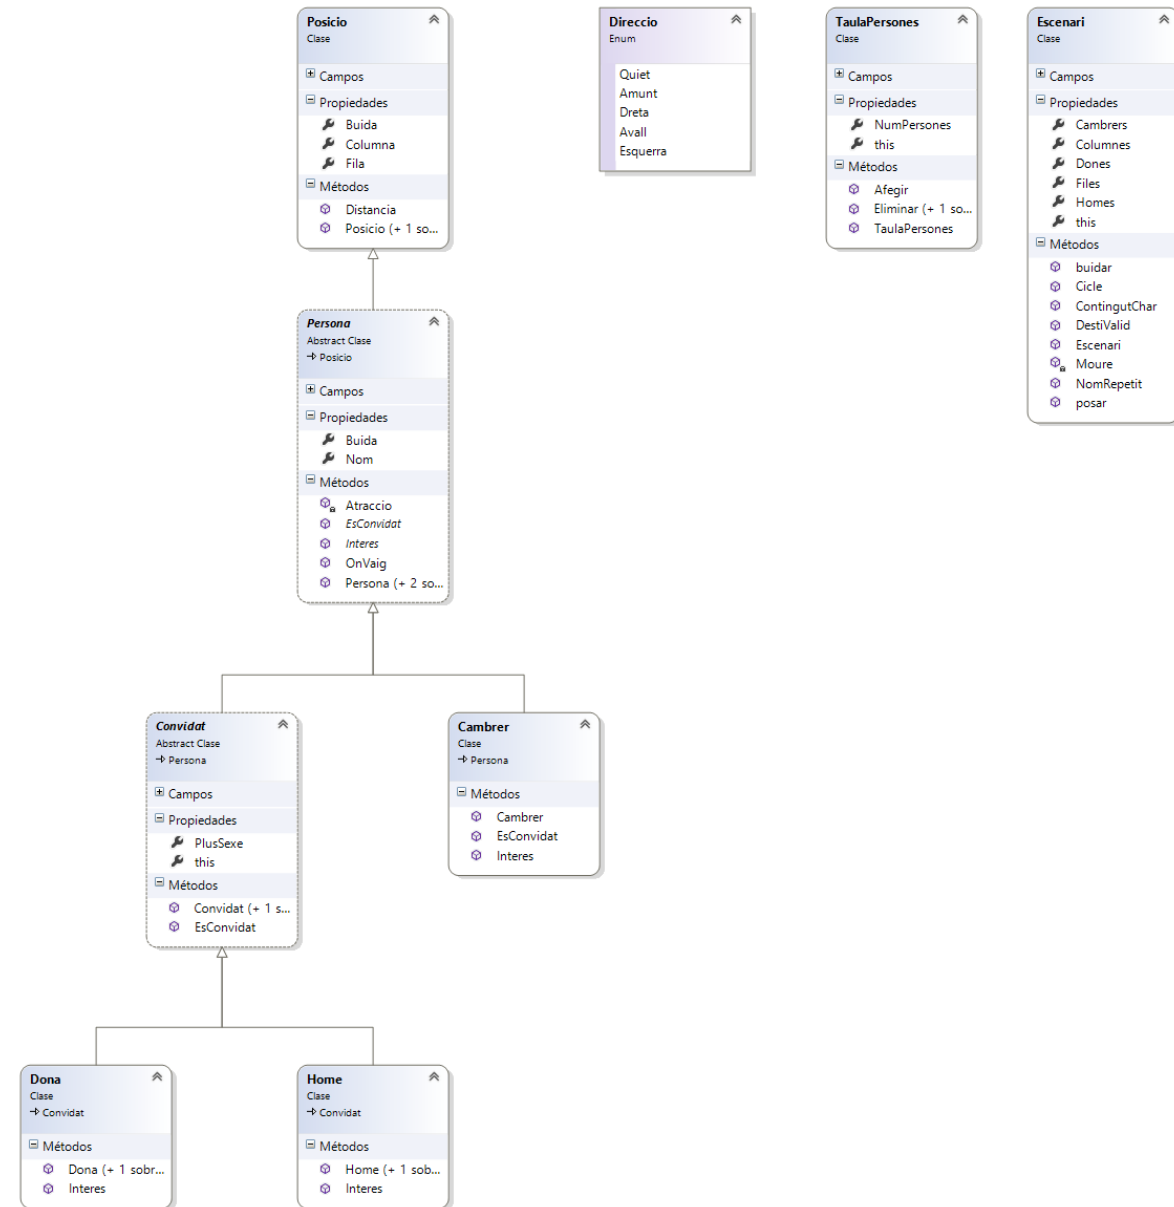 Posicio
Clase
Campos
Propiedades
Buida
Columna
Fila
Métodos
Distancia
Posicio (+ 1 so...
Direccio
Enum
Quiet
Amunt
Dreta
Avall
Esquerra
TaulaPersones
Clase
Campos
Propiedades
NumPersones
this
Métodos
Afegir
Eliminar (+ 1 so...
TaulaPersones
Escenari
Clase
Campos
Propiedades
Cambrers
Columnes
Dones
Files
Homes
this
Métodos
buidar
Cicle
ContingutChar
DestiValid
Escenari
Moure
NomRepetit
posar
Persona
Abstract Clase
Posicio
Campos
Propiedades
Buida
Nom
Métodos
Atraccio
EsConvidat
Interes
OnVaig
Persona (+ 2 so...
Convidat
Abstract Clase
Persona
Campos
Propiedades
PlusSexe
this
Métodos
Convidat (+ 1 s...
EsConvidat
Cambrer
Clase
Persona
Métodos
Cambrer
EsConvidat
Interes
Dona
Clase
Convidat
Métodos
Dona (+ 1 sobr...
Interes
Home
Clase
Convidat
Métodos
Home (+ 1 sob...
Interes